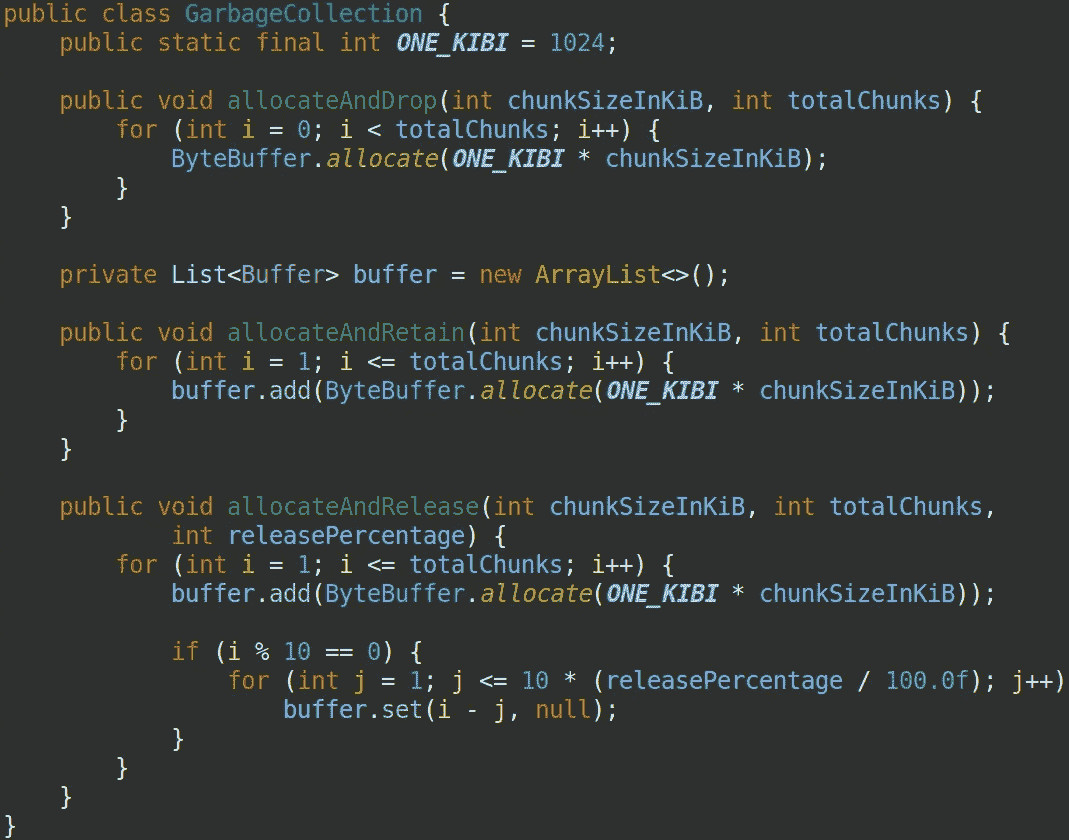 public class GarbageCollection {
    public static final int ONE_KIBI = 1024;

    public void allocateAndDrop(int chunkSizeInKiB, int totalChunks) {
        for (int i = 0; i < totalChunks; i++) {
            ByteBuffer.allocate(ONE_KIBI * chunkSizeInKiB);
        }
    }

    private List<Buffer> buffer = new ArrayList<>();

    public void allocateAndRetain(int chunkSizeInKiB, int totalChunks) {
        for (int i = 1; i <= totalChunks; i++) {
            buffer.add(ByteBuffer.allocate(ONE_KIBI * chunkSizeInKiB));
        }
    }

    public void allocateAndRelease(int chunkSizeInKiB, int totalChunks,
            int releasePercentage) {
        for (int i = 1; i <= totalChunks; i++) {
            buffer.add(ByteBuffer.allocate(ONE_KIBI * chunkSizeInKiB));

            if (i % 10 == 0) {
                for (int j = 1; j <= 10 * (releasePercentage / 100.0f); j++)
                    buffer.set(i - j, null);
            }
        }
    }
}